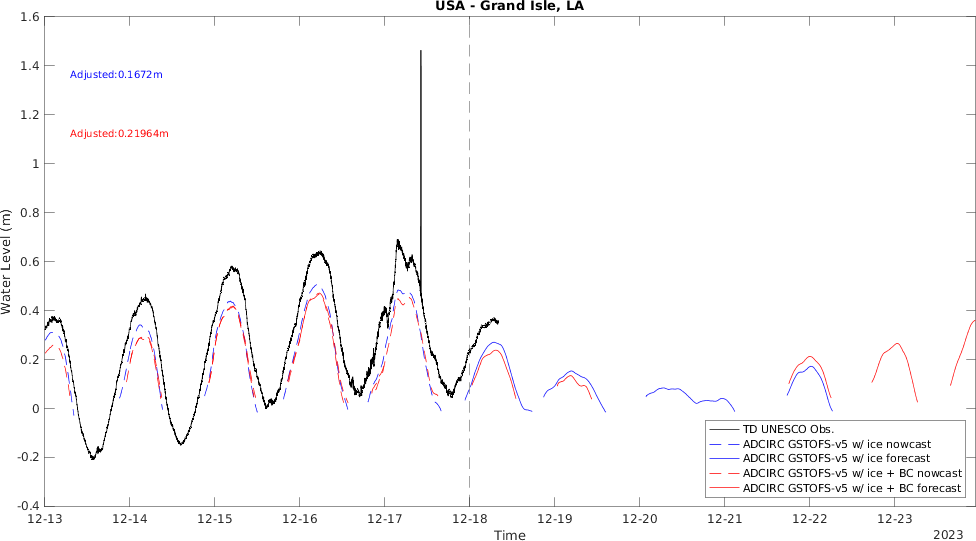 USA - Grand Isle, LA
1.6
1.4
1.2
1
0.8
0.6
0.4
0.2
0
-0.2
-0.4
Water Level (m)
Adjusted:0.1672m
Adjusted:0.21964m
TD UNESCO Obs.
ADCIRC GSTOFS-v5 w/ ice nowcast
ADCIRC GSTOFS-v5 w/ ice forecast
ADCIRC GSTOFS-v5 w/ ice + BC nowcast
ADCIRC GSTOFS-v5 w/ ice + BC forecast
12-13 12-14 12-15 12-16 12-17 12-18 12-19 12-20 12-21 12-22 12-23
Time
2023